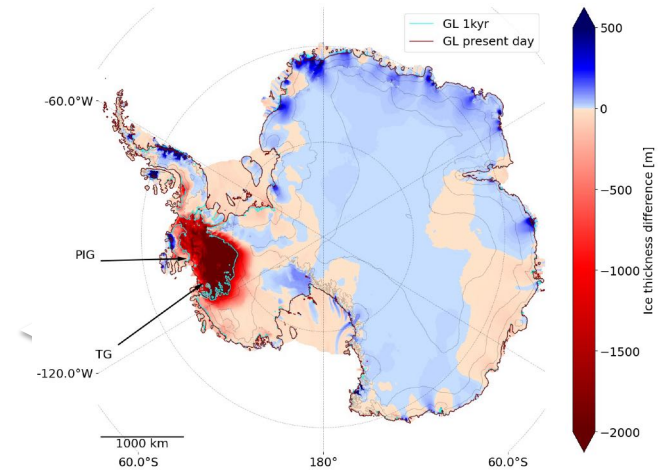 GL 1kyr
GL present day
-60.0°W
PIG
TG
-120.0°W
1000 km
60.0°S
180°
60.0°S
500
0
−500
−1000
−1500
−2000
Ice thickness difference [m]